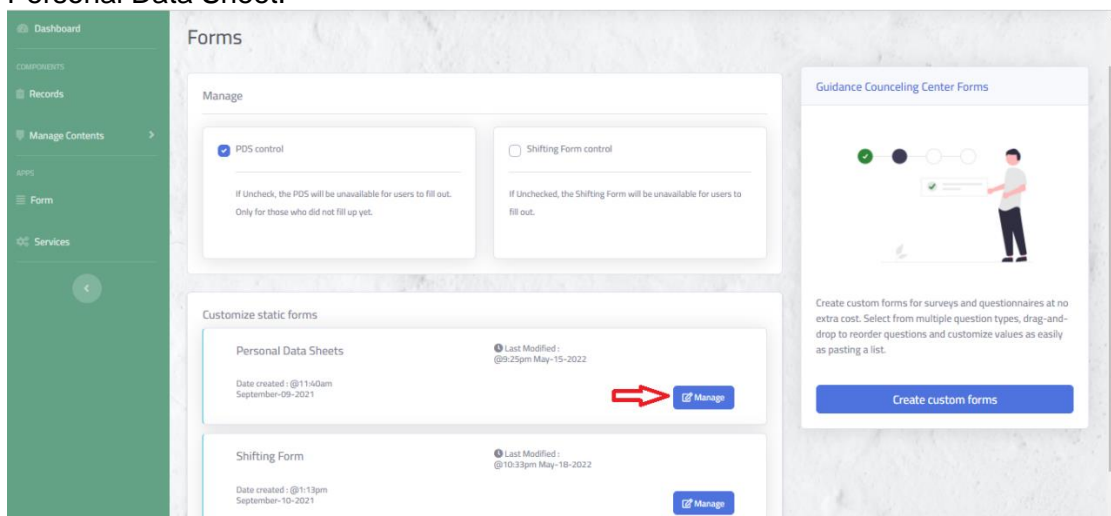 Personal Data Sheet.
Dashboard
COMPONENTS
Records
Manage Contents
APPS
Form
Services
Forms
Manage
PDS control
If Uncheck, the PDS will be unavailable for users to fill out.
Only for those who did not fill up yet.
Shifting Form control
If Unchecked, the Shifting Form will be unavailable for users to
fill out.
Customize static forms
Personal Data Sheets
Date created : @11:40am
September-09-2021
Last Modified :
@9:25pm May-15-2022
Manage
Shifting Form
Date created : @1:13pm
September-10-2021
Last Modified :
@10:33pm May-18-2022
Manage
Guidance Counceling Center Forms
Create custom forms for surveys and questionnaires at no
extra cost. Select from multiple question types, drag-and-
drop to reorder questions and customize values as easily
as pasting a list.
Create custom forms